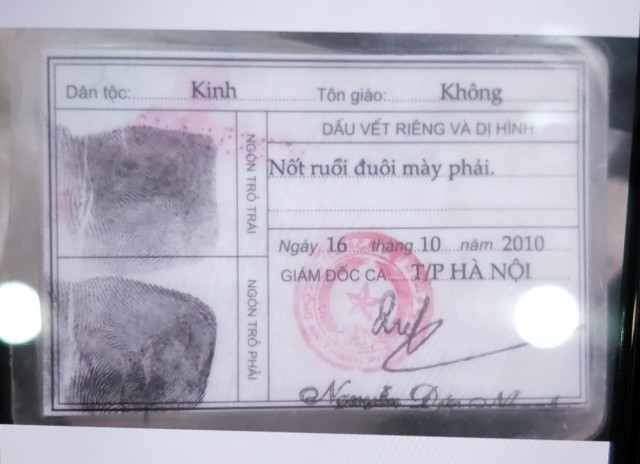 Dân tộc: Kinh Tôn giáo: Không
DẤU VẾT RIÊNG VÀ DỊ HÌNH
Nốt ruồi đuôi mày phải.
NGÓN TRỎ TRÁI
Ngày 16 tháng 10 năm 2010
GIÁM ĐỐC CA T/P HÀ NỘI
NGÓN TRỎ PHẢI
Nguyễn